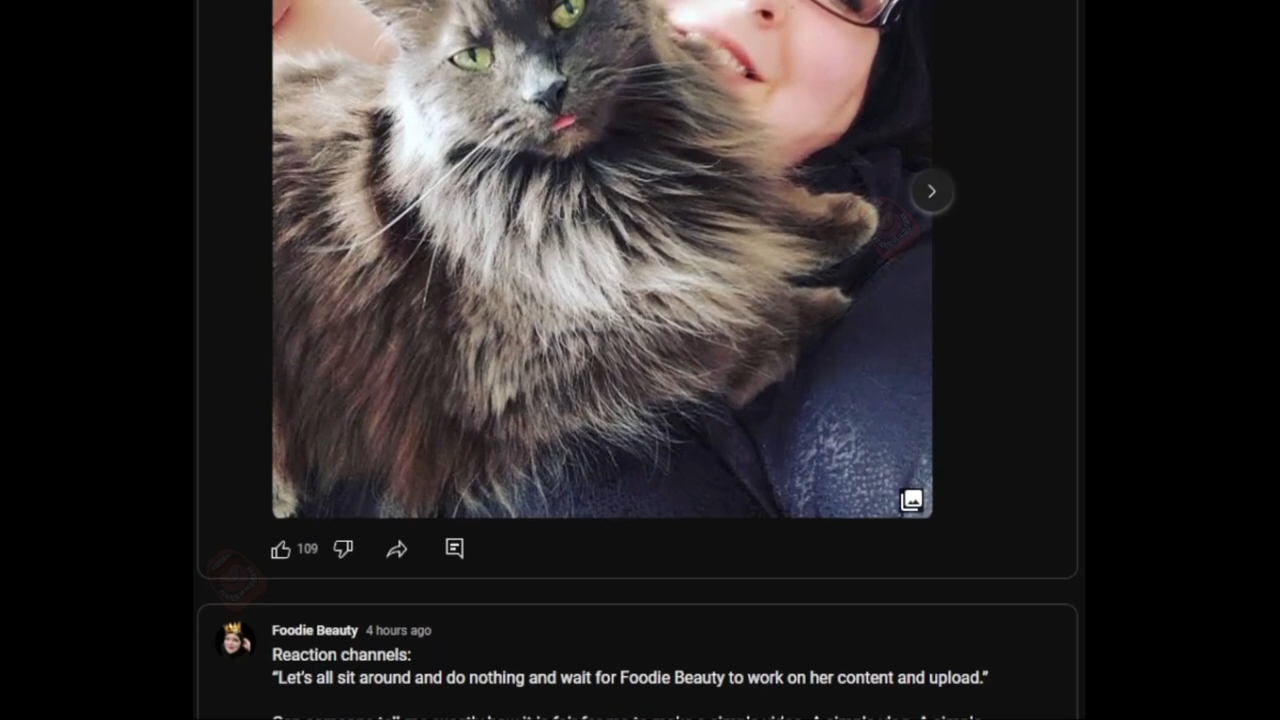 109
Foodie Beauty 4 hours ago
Reaction channels:
“Let's all sit around and do nothing and wait for Foodie Beauty to work on her content and upload.”